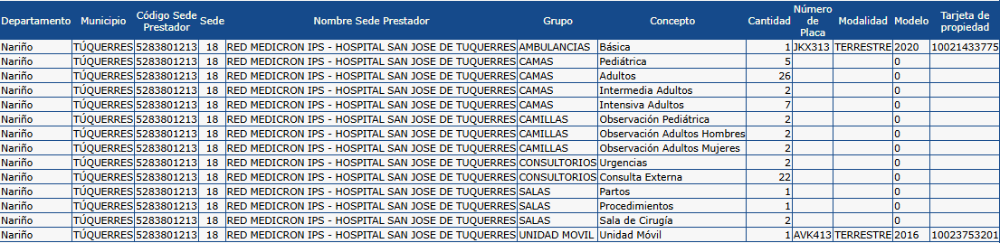 Departamento Municipio Código Sede Prestador Sede Nombre Sede Prestador Grupo Concepto Cantidad Número de Placa Modalidad Modelo Tarjeta de propiedad
Nariño TÚQUERRES 5283801213 18 RED MEDICRON IPS - HOSPITAL SAN JOSE DE TUQUERRES AMBULANCIAS Básica 1 JKX313 TERRESTRE 2020 10021433775
Nariño TÚQUERRES 5283801213 18 RED MEDICRON IPS - HOSPITAL SAN JOSE DE TUQUERRES CAMAS Pediátrica 5 0
Nariño TÚQUERRES 5283801213 18 RED MEDICRON IPS - HOSPITAL SAN JOSE DE TUQUERRES CAMAS Adultos 26 0
Nariño TÚQUERRES 5283801213 18 RED MEDICRON IPS - HOSPITAL SAN JOSE DE TUQUERRES CAMAS Intermedia Adultos 2 0
Nariño TÚQUERRES 5283801213 18 RED MEDICRON IPS - HOSPITAL SAN JOSE DE TUQUERRES CAMAS Intensiva Adultos 7 0
Nariño TÚQUERRES 5283801213 18 RED MEDICRON IPS - HOSPITAL SAN JOSE DE TUQUERRES CAMILLAS Observación Pediátrica 2 0
Nariño TÚQUERRES 5283801213 18 RED MEDICRON IPS - HOSPITAL SAN JOSE DE TUQUERRES CAMILLAS Observación Adultos Hombres 2 0
Nariño TÚQUERRES 5283801213 18 RED MEDICRON IPS - HOSPITAL SAN JOSE DE TUQUERRES CAMILLAS Observación Adultos Mujeres 2 0
Nariño TÚQUERRES 5283801213 18 RED MEDICRON IPS - HOSPITAL SAN JOSE DE TUQUERRES CONSULTORIOS Urgencias 2 0
Nariño TÚQUERRES 5283801213 18 RED MEDICRON IPS - HOSPITAL SAN JOSE DE TUQUERRES CONSULTORIOS Consulta Externa 22 0
Nariño TÚQUERRES 5283801213 18 RED MEDICRON IPS - HOSPITAL SAN JOSE DE TUQUERRES SALAS Partos 1 0
Nariño TÚQUERRES 5283801213 18 RED MEDICRON IPS - HOSPITAL SAN JOSE DE TUQUERRES SALAS Procedimientos 1 0
Nariño TÚQUERRES 5283801213 18 RED MEDICRON IPS - HOSPITAL SAN JOSE DE TUQUERRES SALAS Sala de Cirugía 2 0
Nariño TÚQUERRES 5283801213 18 RED MEDICRON IPS - HOSPITAL SAN JOSE DE TUQUERRES UNIDAD MOVIL Unidad Móvil 1 AVK413 TERRESTRE 2016 10023753201